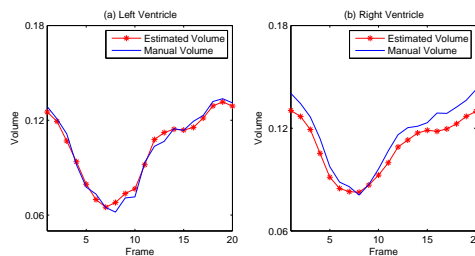 (a) Left Ventricle
0.18
0.12
0.06
Volume
5
10
15
20
Frame
Estimated Volume
Manual Volume
(b) Right Ventricle
0.18
0.12
0.06
Volume
5
10
15
20
Frame
Estimated Volume
Manual Volume